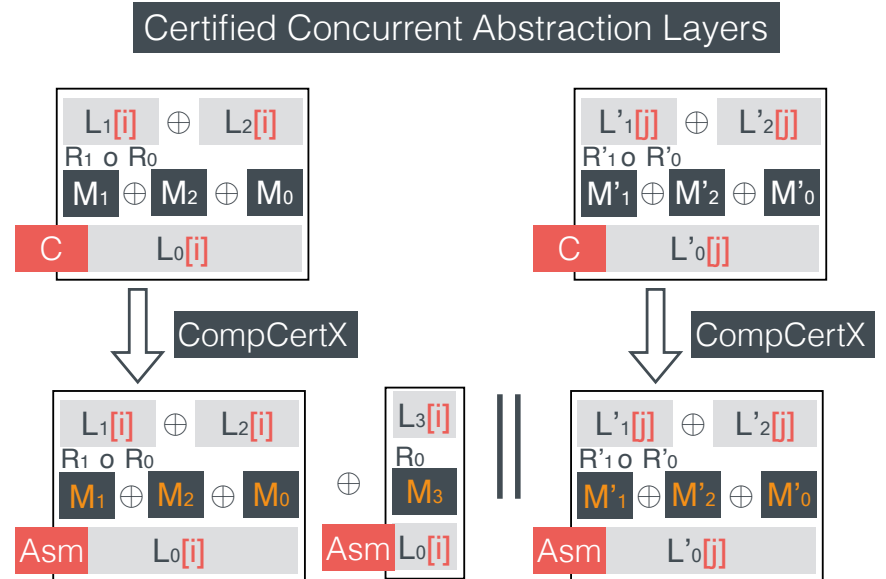 Certified Concurrent Abstraction Layers
L1[i] ⊕ L2[i]
R1 o R0
M1 ⊕ M2 ⊕ M0
C L0[i]
L'1[j] ⊕ L'2[j]
R'1 o R'0
M'1 ⊕ M'2 ⊕ M'0
C L'0[j]
CompCertX
CompCertX
L1[i] ⊕ L2[i]
R1 o R0
M1 ⊕ M2 ⊕ M0
Asm L0[i]
⊕
L3[i]
R0
M3
Asm L0[i]
L'1[j] ⊕ L'2[j]
R'1 o R'0
M'1 ⊕ M'2 ⊕ M'0
Asm L'0[j]